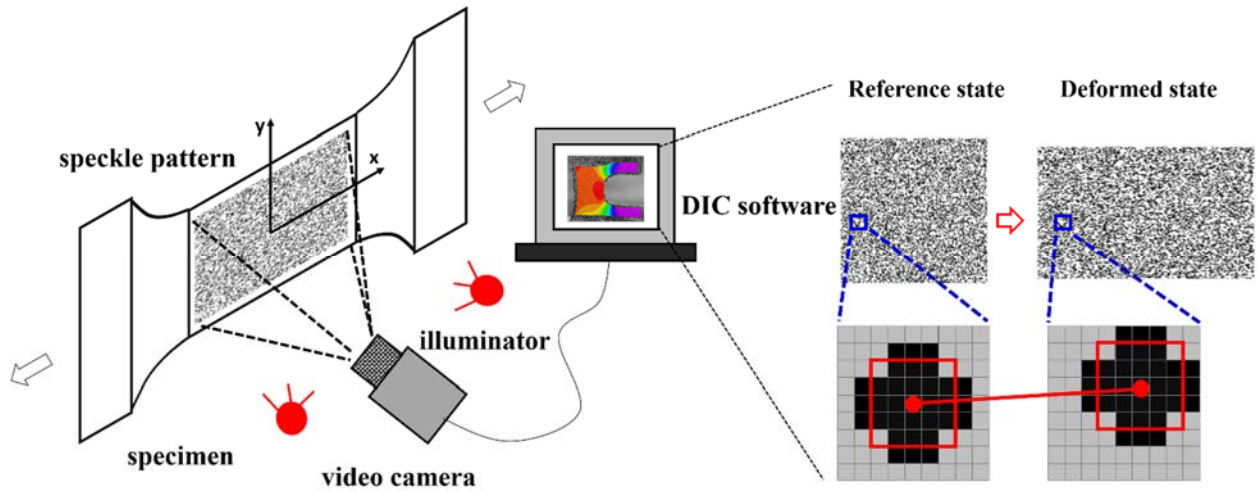 Reference state
Deformed state
speckle pattern
y
x
DIC software
illuminator
specimen
video camera